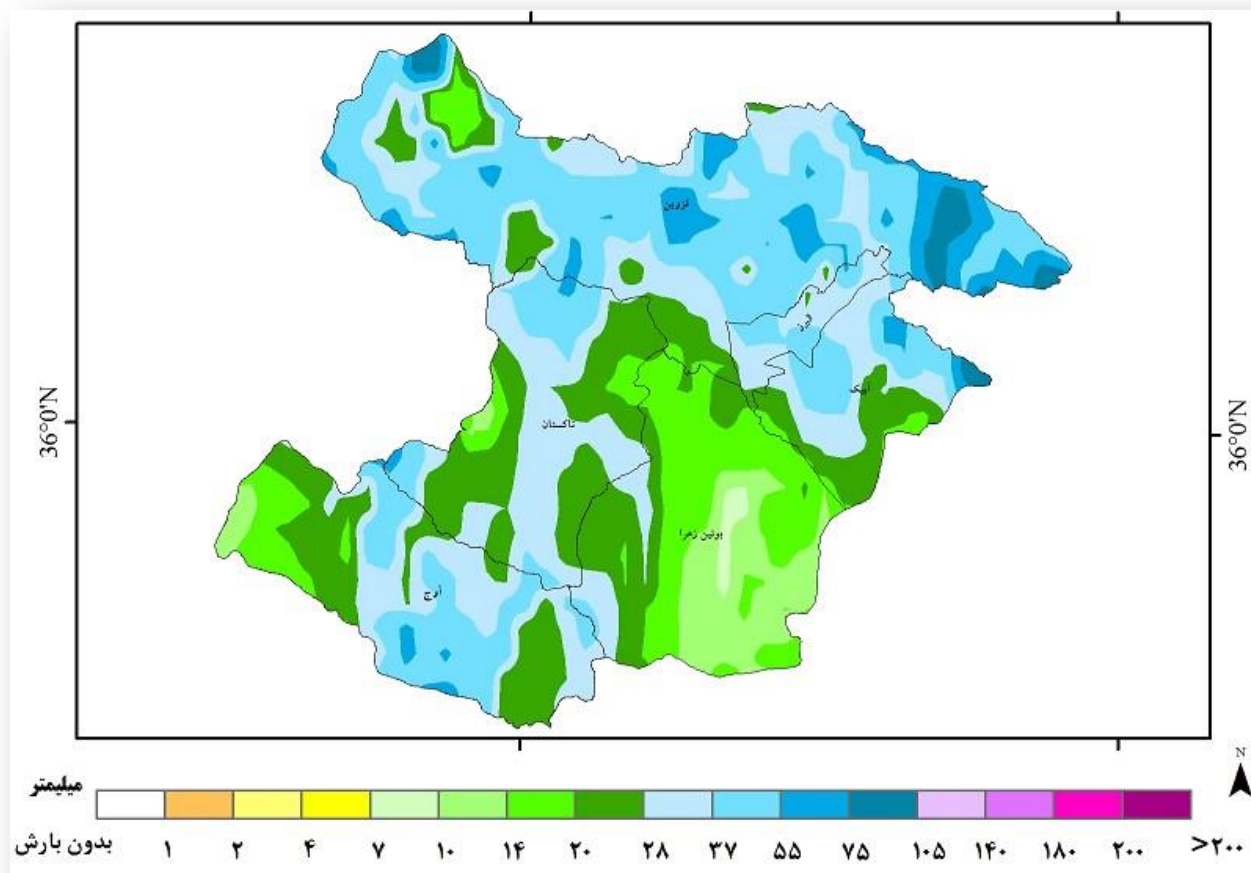 قزوین
البرز
آبیک
تاکستان
بوئین زهرا
آوج
36°0'N
36°0'N
N
میلیمتر
بدون بارش ۱ ۲ ۴ ۷ ۱۰ ۱۴ ۲۰ ۲۸ ۳۷ ۵۵ ۷۵ ۱۰۵ ۱۴۰ ۱۸۰ ۲۰۰ >۲۰۰